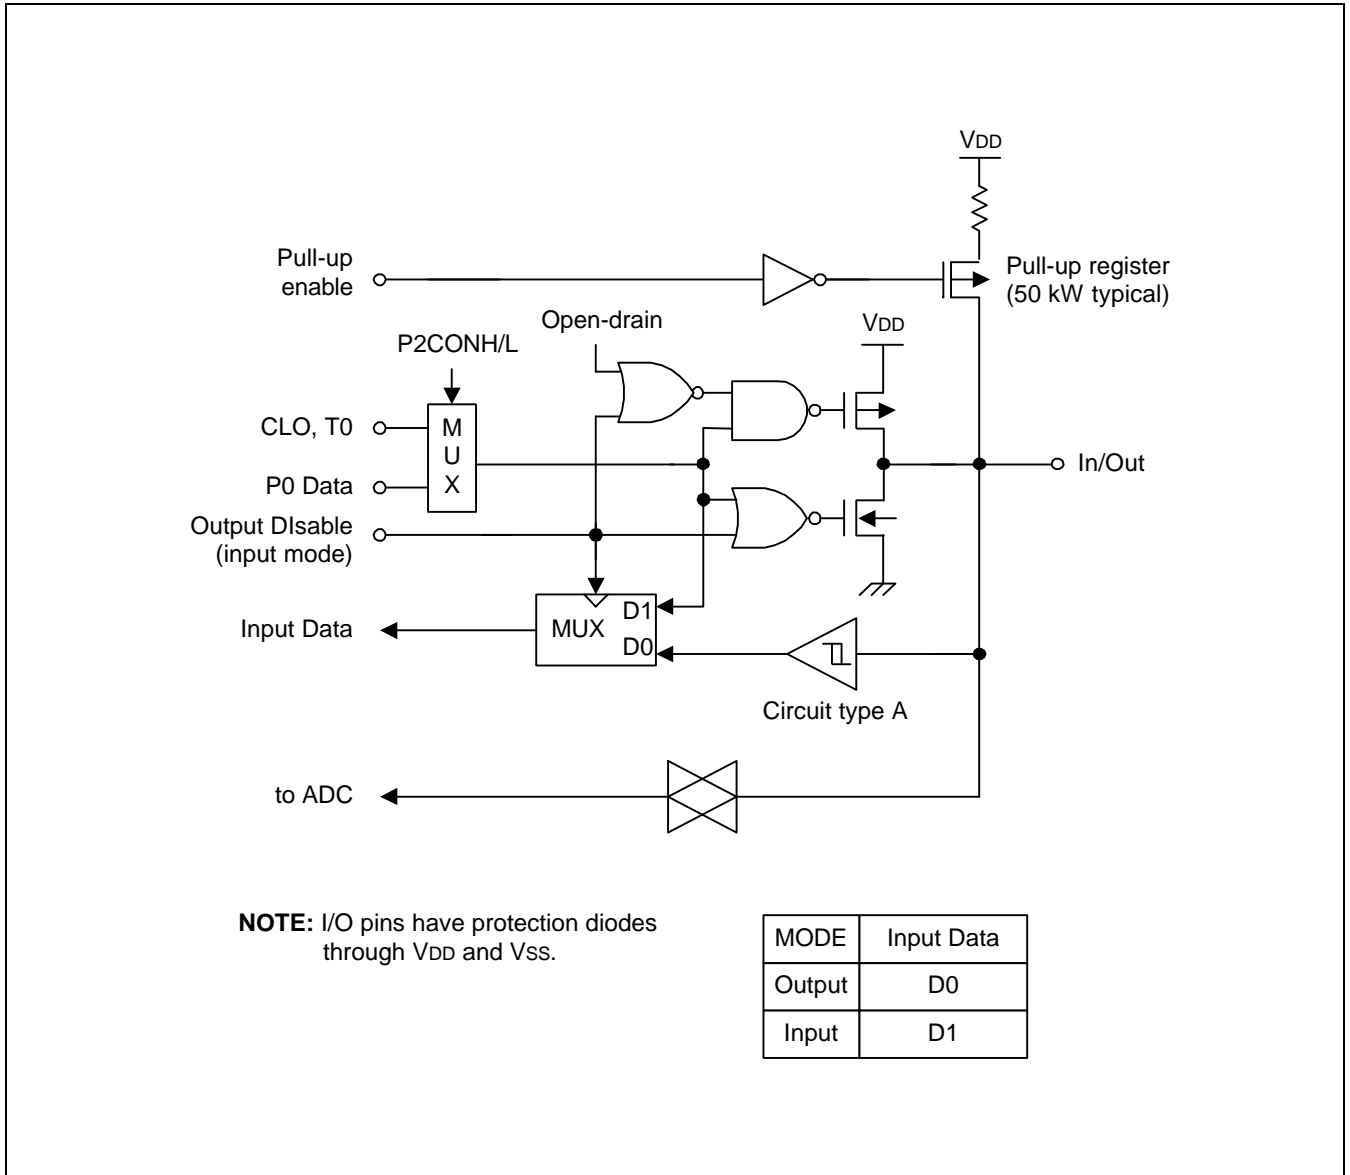 VDD
Pull-up
enable
Pull-up register
(50 kW typical)
Open-drain
VDD
P2CONH/L
CLO, T0
M
U
X
In/Out
P0 Data
Output DIsable
(input mode)
D1
Input Data
MUX
D0
Circuit type A
to ADC
NOTE: I/O pins have protection diodes
through VDD and VSS.
MODE Input Data
Output D0
Input D1